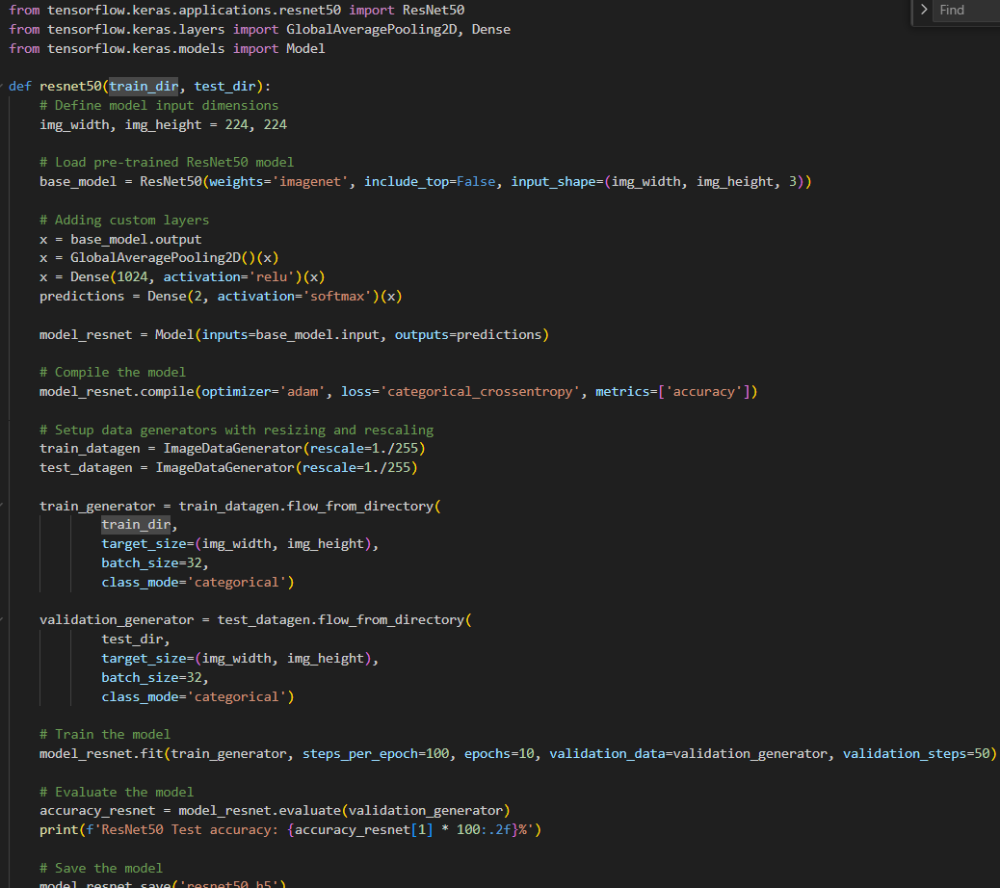 from tensorflow.keras.applications.resnet50 import ResNet50
from tensorflow.keras.layers import GlobalAveragePooling2D, Dense
from tensorflow.keras.models import Model
Find

def resnet50(train_dir, test_dir):
    # Define model input dimensions
    img_width, img_height = 224, 224

    # Load pre-trained ResNet50 model
    base_model = ResNet50(weights='imagenet', include_top=False, input_shape=(img_width, img_height, 3))

    # Adding custom layers
    x = base_model.output
    x = GlobalAveragePooling2D()(x)
    x = Dense(1024, activation='relu')(x)
    predictions = Dense(2, activation='softmax')(x)

    model_resnet = Model(inputs=base_model.input, outputs=predictions)

    # Compile the model
    model_resnet.compile(optimizer='adam', loss='categorical_crossentropy', metrics=['accuracy'])

    # Setup data generators with resizing and rescaling
    train_datagen = ImageDataGenerator(rescale=1./255)
    test_datagen = ImageDataGenerator(rescale=1./255)

    train_generator = train_datagen.flow_from_directory(
            train_dir,
            target_size=(img_width, img_height),
            batch_size=32,
            class_mode='categorical')

    validation_generator = test_datagen.flow_from_directory(
            test_dir,
            target_size=(img_width, img_height),
            batch_size=32,
            class_mode='categorical')

    # Train the model
    model_resnet.fit(train_generator, steps_per_epoch=100, epochs=10, validation_data=validation_generator, validation_steps=50)

    # Evaluate the model
    accuracy_resnet = model_resnet.evaluate(validation_generator)
    print(f'ResNet50 Test accuracy: {accuracy_resnet[1] * 100:.2f}%')

    # Save the model
    model_resnet.save('resnet50.h5')